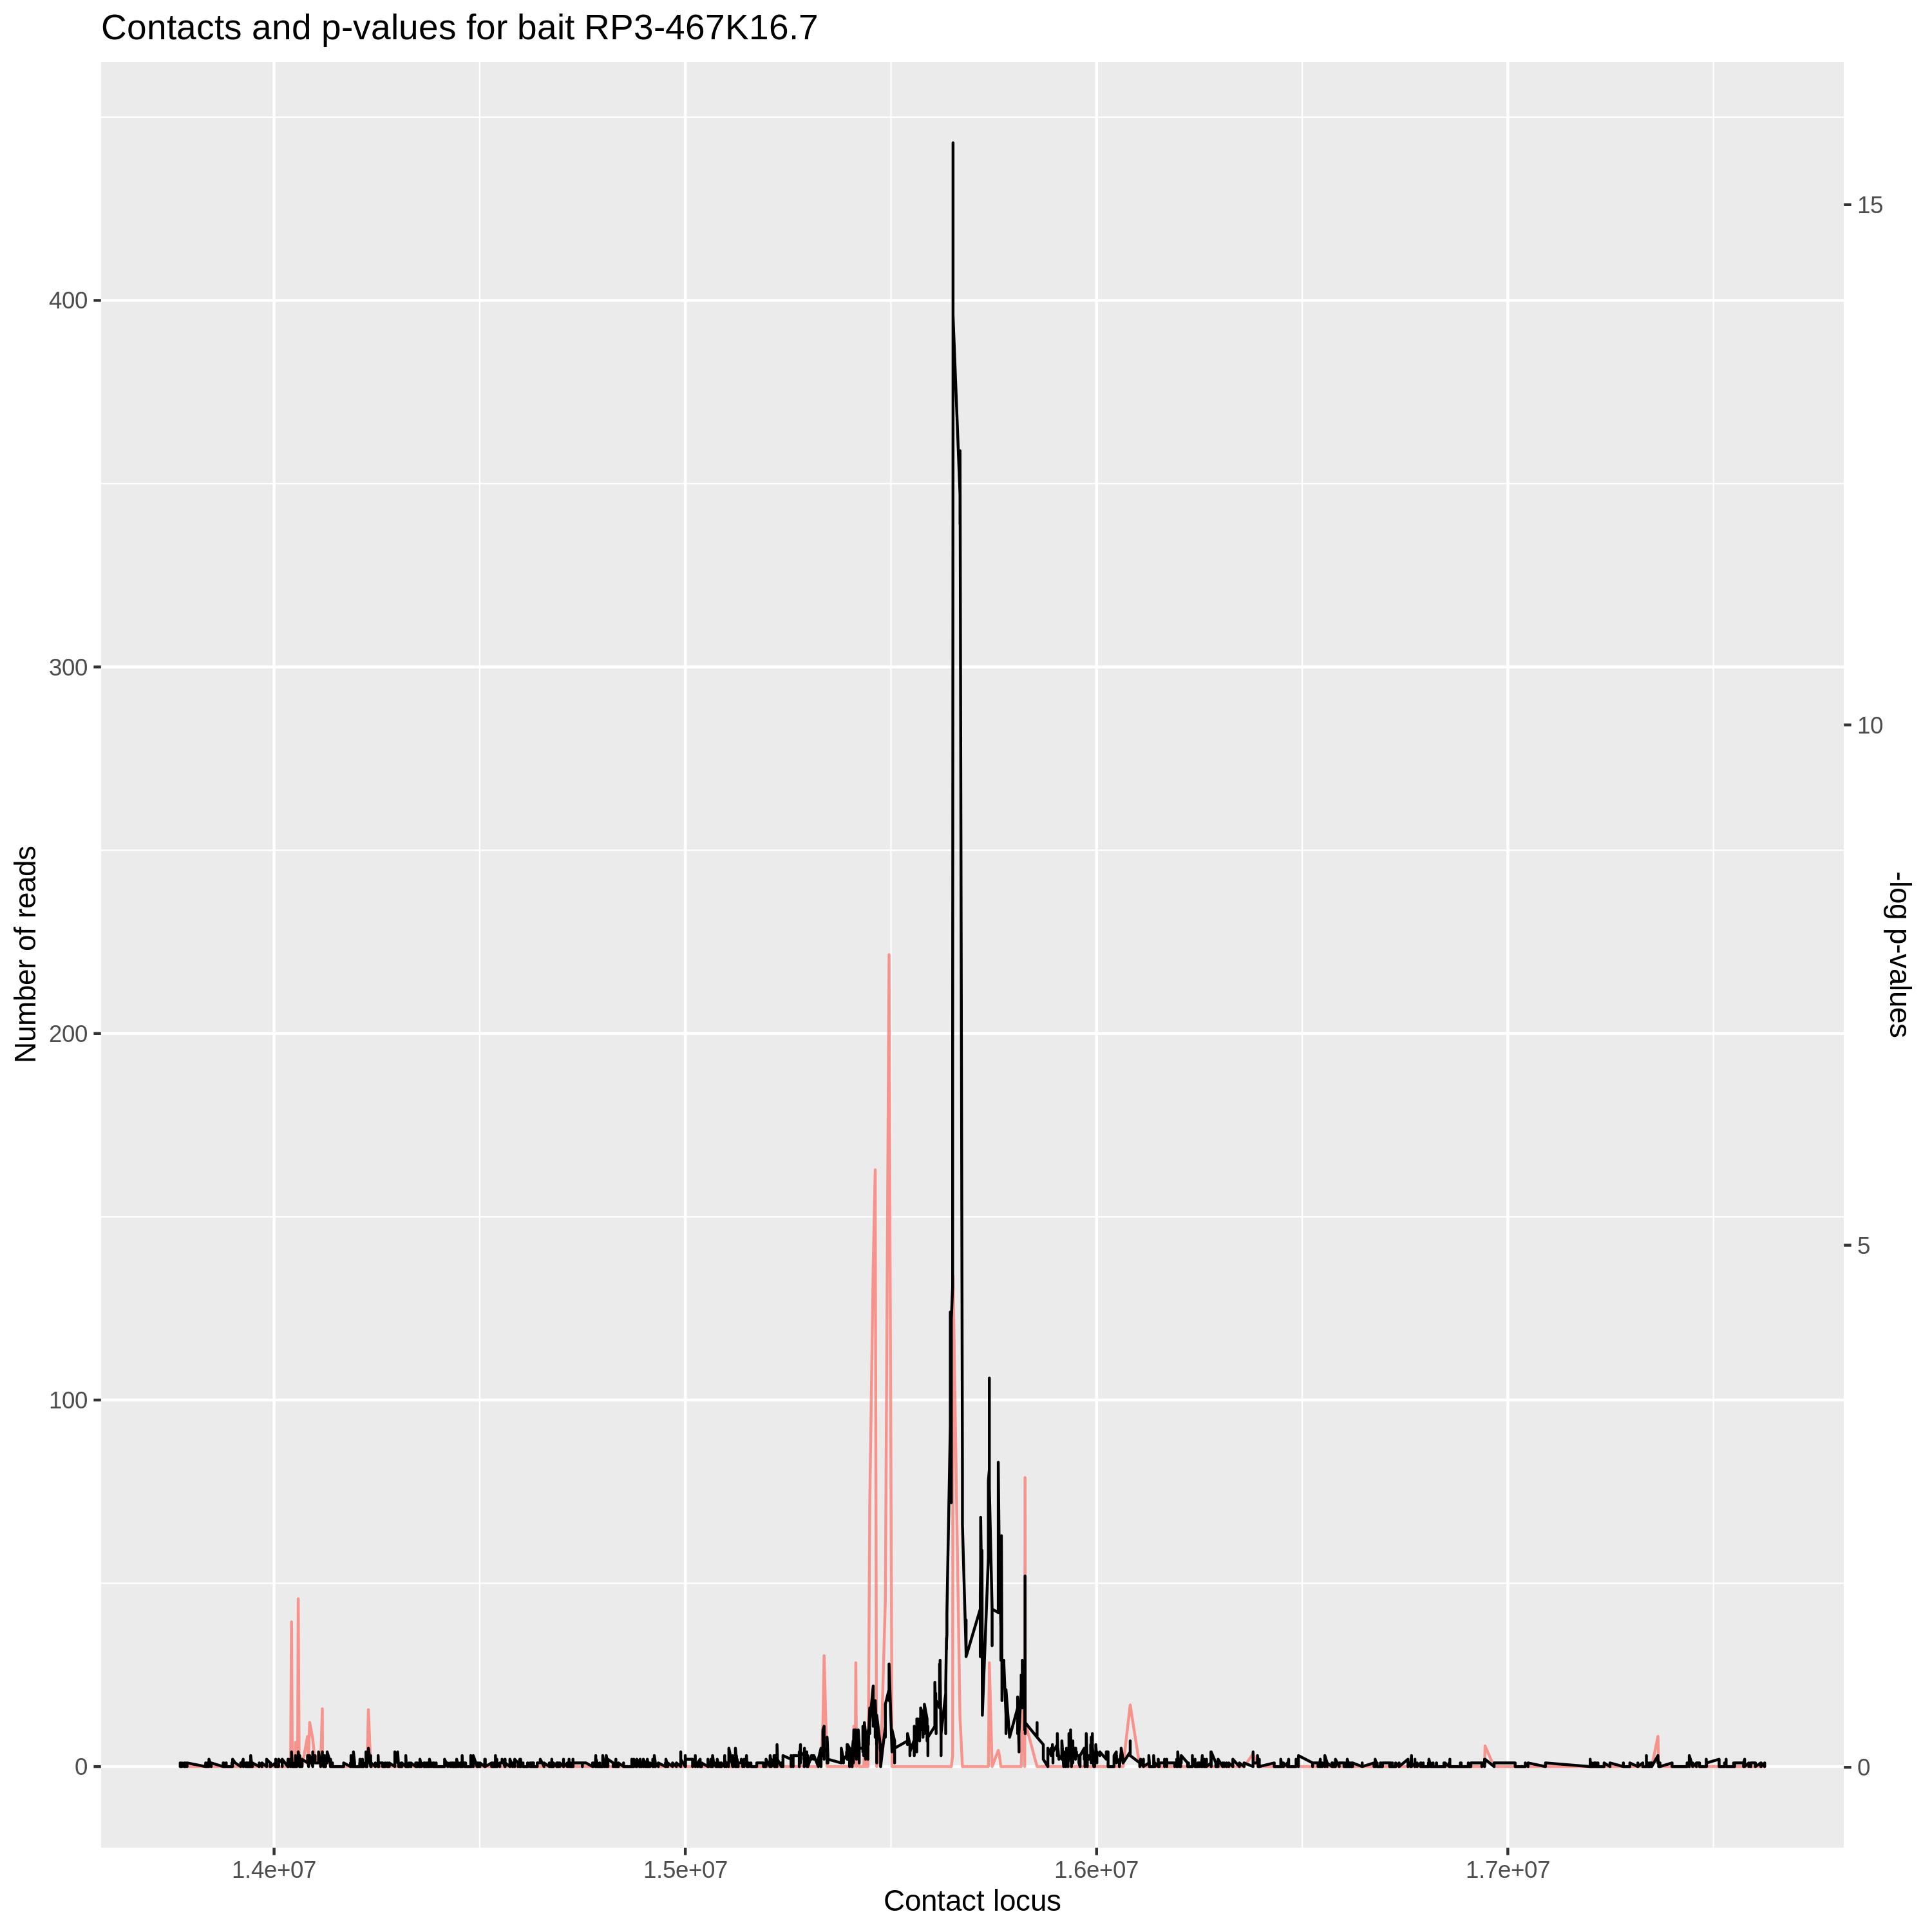 Contacts and p-values for bait RP3-467K16.7
400
300
200
100
0
Number of reads
15
10
5
0
-log p-values
1.4e+07
1.5e+07
1.6e+07
1.7e+07
Contact locus